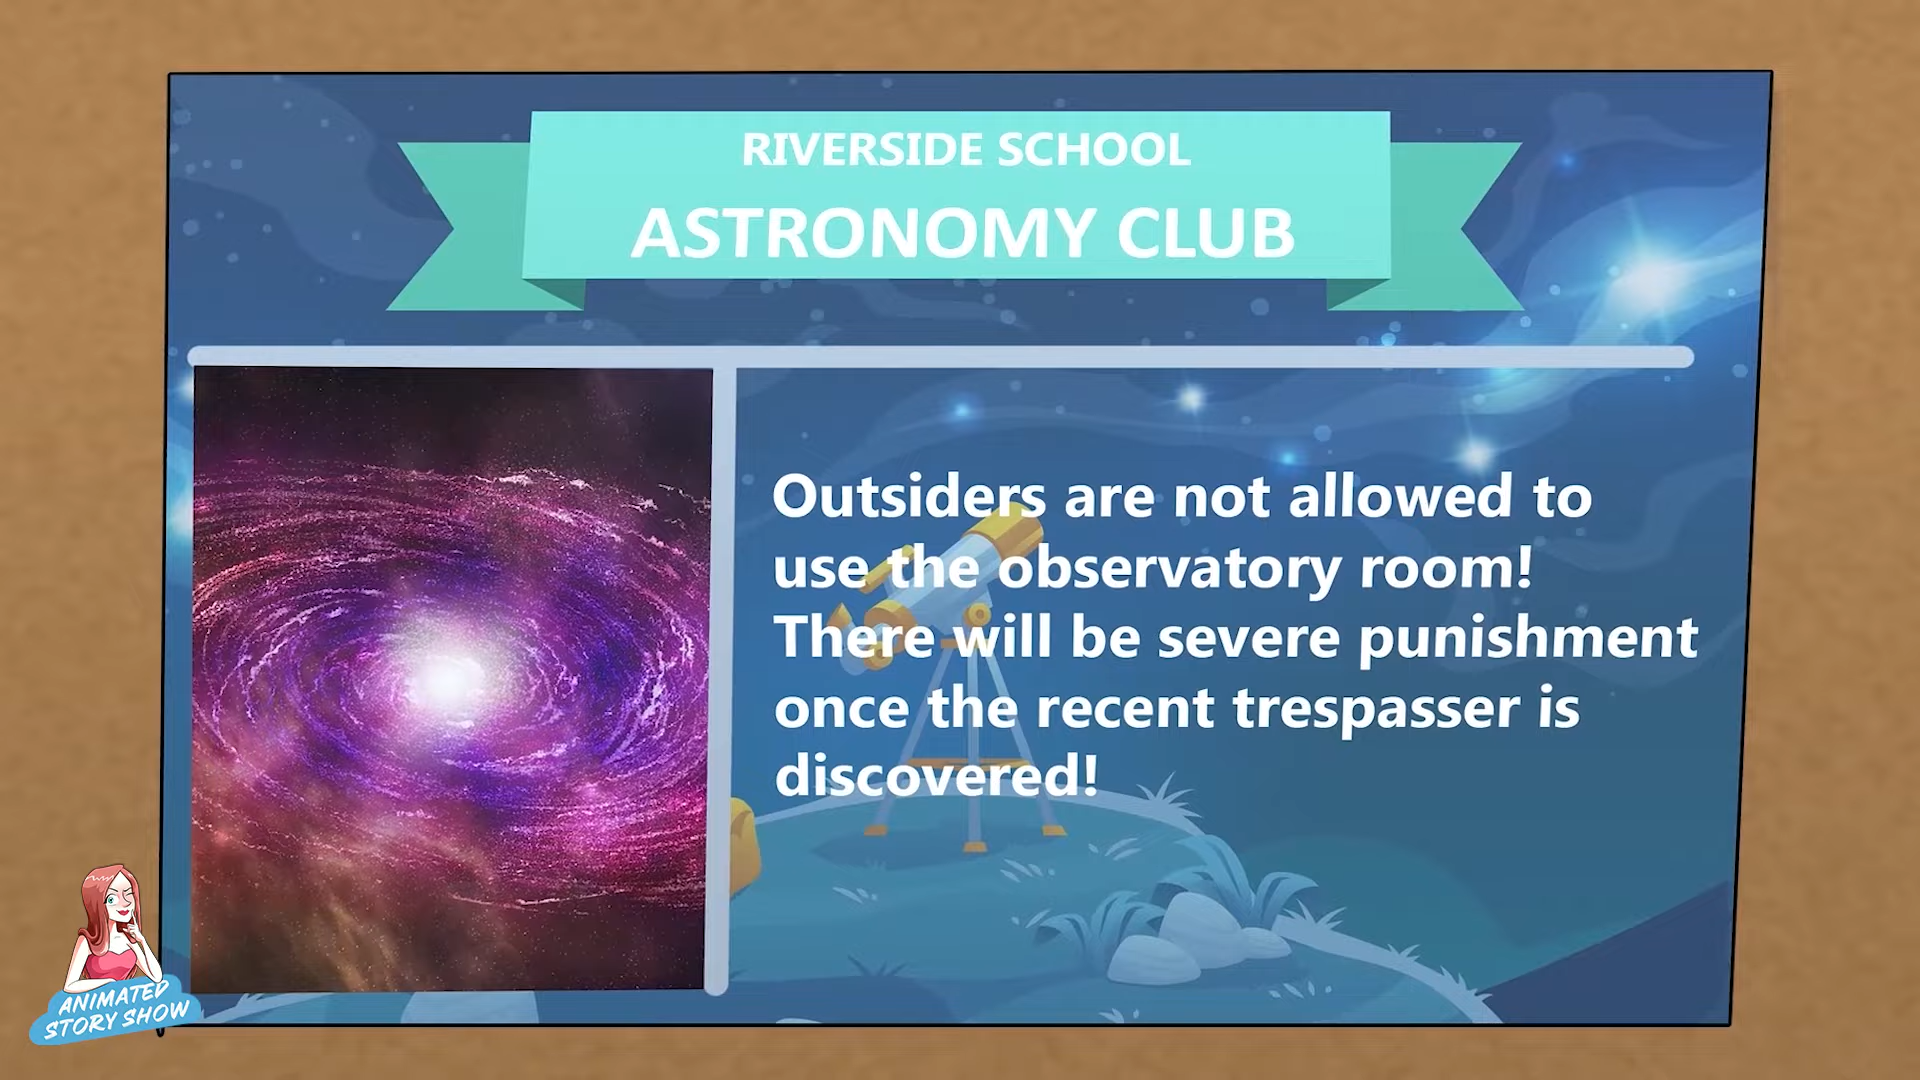 RIVERSIDE SCHOOL
ASTRONOMY CLUB
Outsiders are not allowed to
use the observatory room!
There will be severe punishment
once the recent trespasser is
discovered!
ANIMATED
STORY SHOW